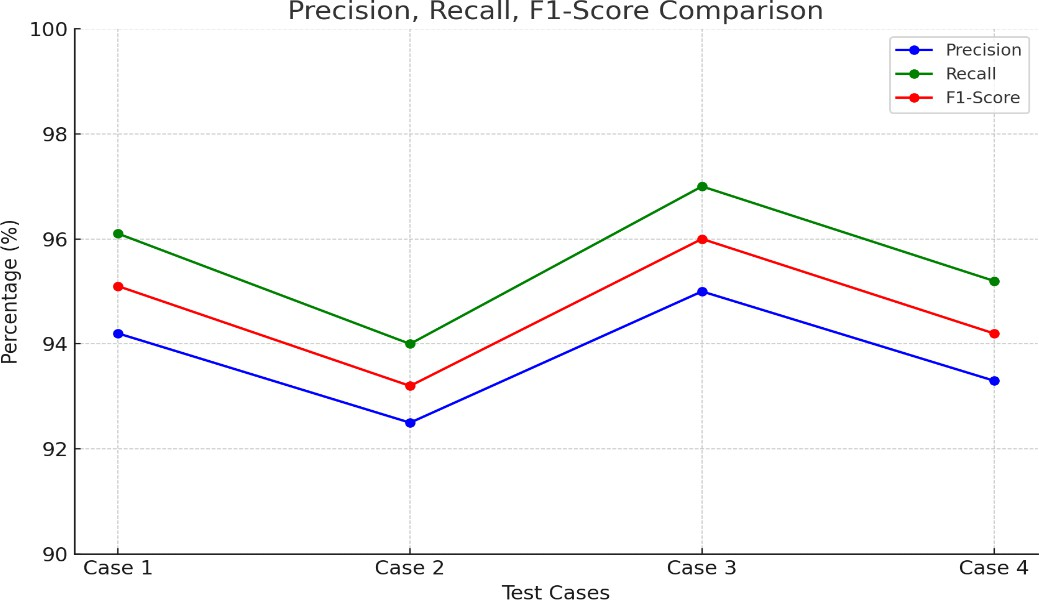 Precision, Recall, F1-Score Comparison
100
98
96
94
92
90
Percentage (%)
Precision
Recall
F1-Score
Case 1
Case 2
Case 3
Case 4
Test Cases